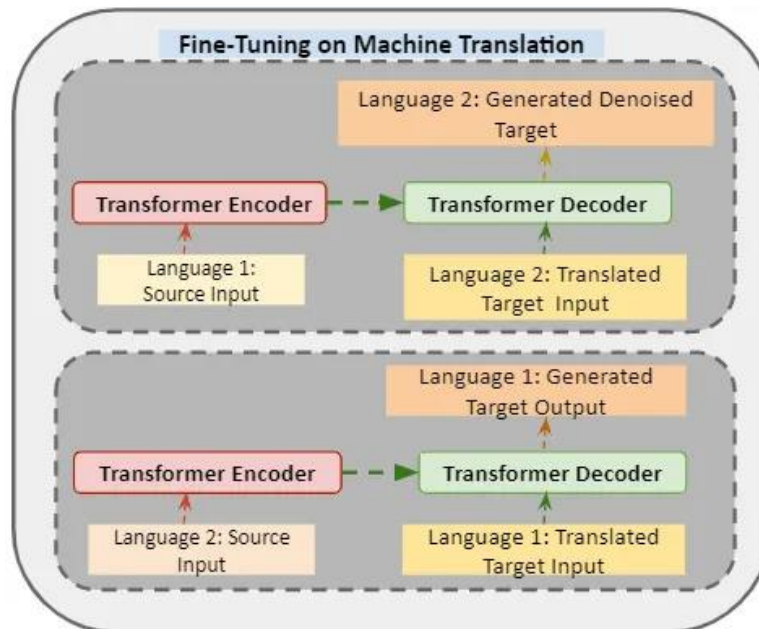 Fine-Tuning on Machine Translation
Language 2: Generated Denoised
Target
Transformer Encoder
Transformer Decoder
Language 1:
Source Input
Language 2: Translated
Target Input
Language 1: Generated
Target Output
Transformer Encoder
Transformer Decoder
Language 2: Source
Input
Language 1: Translated
Target Input